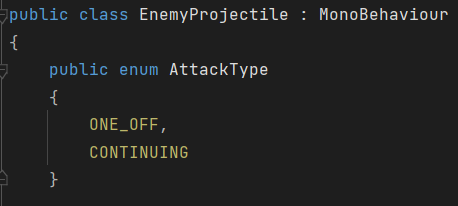 public class EnemyProjectile : MonoBehaviour
{
    public enum AttackType
    {
        ONE_OFF,
        CONTINUING
    }